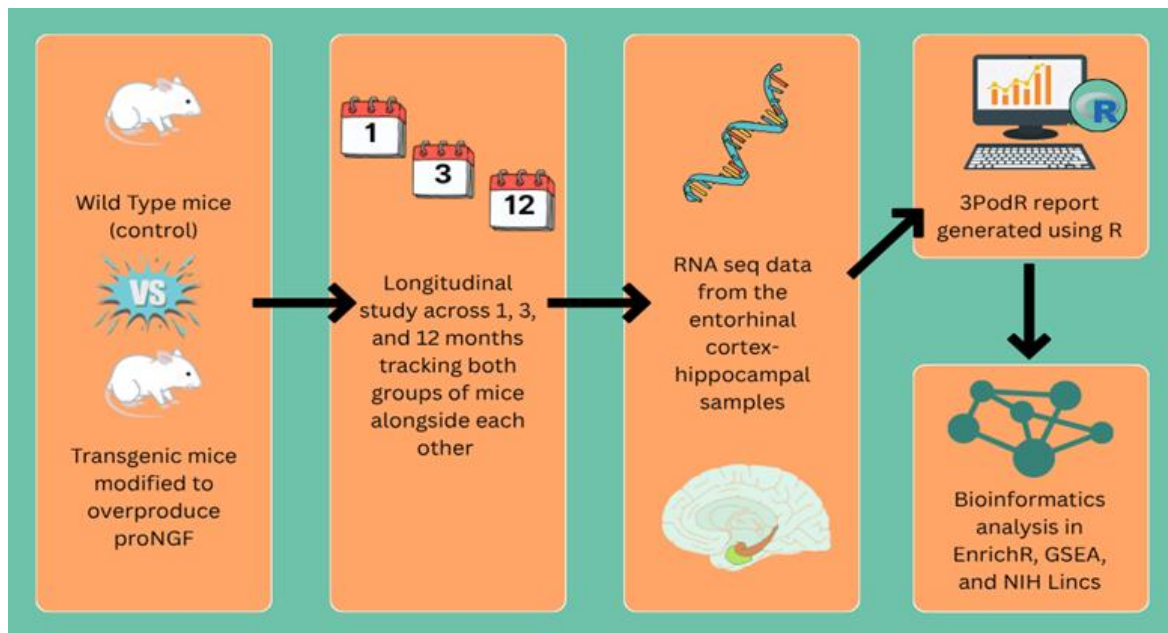 Wild Type mice
(control)
VS
Transgenic mice
modified to
overproduce
proNGF
1
3
12
Longitudinal
study across 1, 3,
and 12 months
tracking both
groups of mice
alongside each
other
RNA seq data
from the
entorhinal
cortex-
hippocampal
samples
R
3PodR report
generated using R
Bioinformatics
analysis in
EnrichR, GSEA,
and NIH Lincs